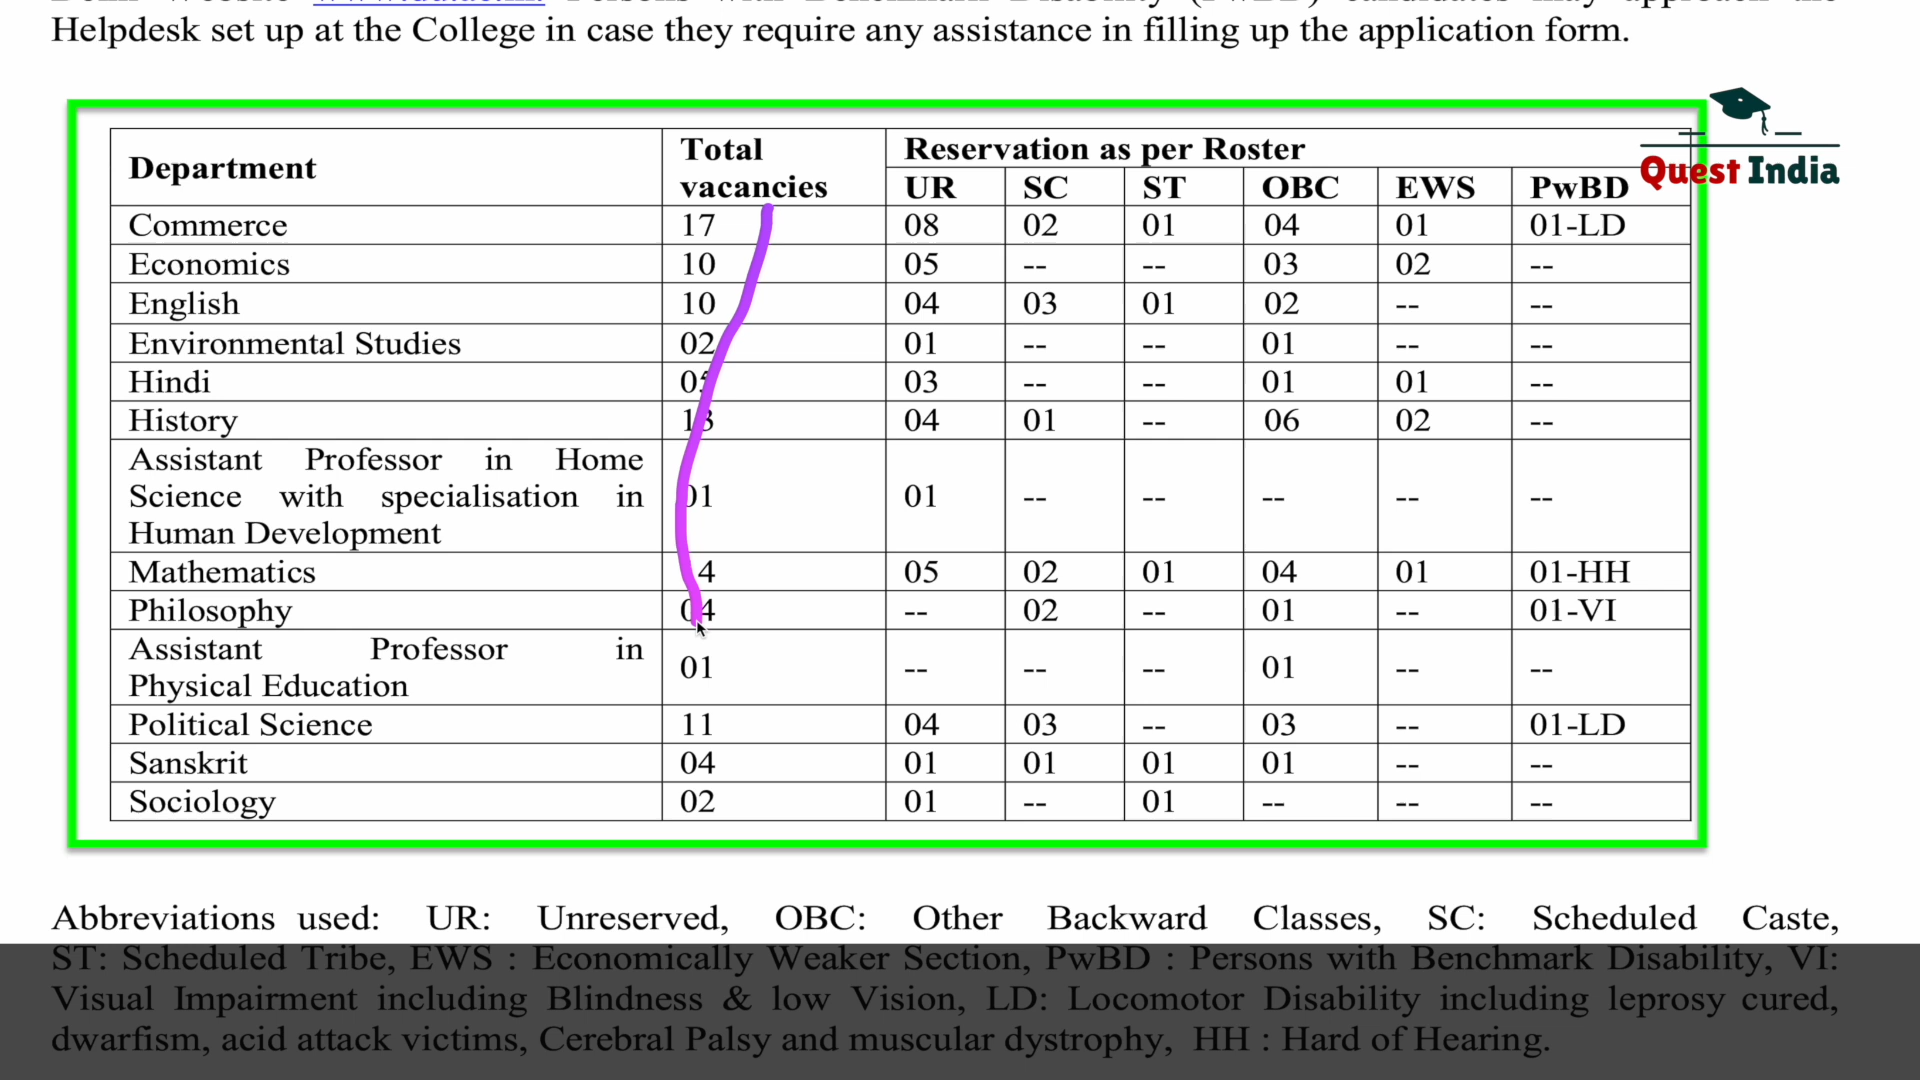 Helpdesk set up at the College in case they require any assistance in filling up the application form.
Quest India
Department Total vacancies Reservation as per Roster
UR SC ST OBC EWS PwBD
Commerce 17 08 02 01 04 01 01-LD
Economics 10 05 -- -- 03 02 --
English 10 04 03 01 02 -- --
Environmental Studies 02 01 -- -- 01 -- --
Hindi 05 03 -- -- 01 01 --
History 13 04 01 -- 06 02 --
Assistant Professor in Home
Science with specialisation in 01 01 -- -- -- -- --
Human Development
Mathematics 4 05 02 01 04 01 01-HH
Philosophy 04 -- 02 -- 01 -- 01-VI
Assistant Professor in
Physical Education 01 -- -- -- 01 -- --
Political Science 11 04 03 -- 03 -- 01-LD
Sanskrit 04 01 01 01 01 -- --
Sociology 02 01 -- 01 -- -- --
Abbreviations used: UR: Unreserved, OBC: Other Backward Classes, SC: Scheduled Caste,
ST: Scheduled Tribe, EWS : Economically Weaker Section, PwBD : Persons with Benchmark Disability, VI:
Visual Impairment including Blindness & low Vision, LD: Locomotor Disability including leprosy cured,
dwarfism, acid attack victims, Cerebral Palsy and muscular dystrophy, HH : Hard of Hearing.